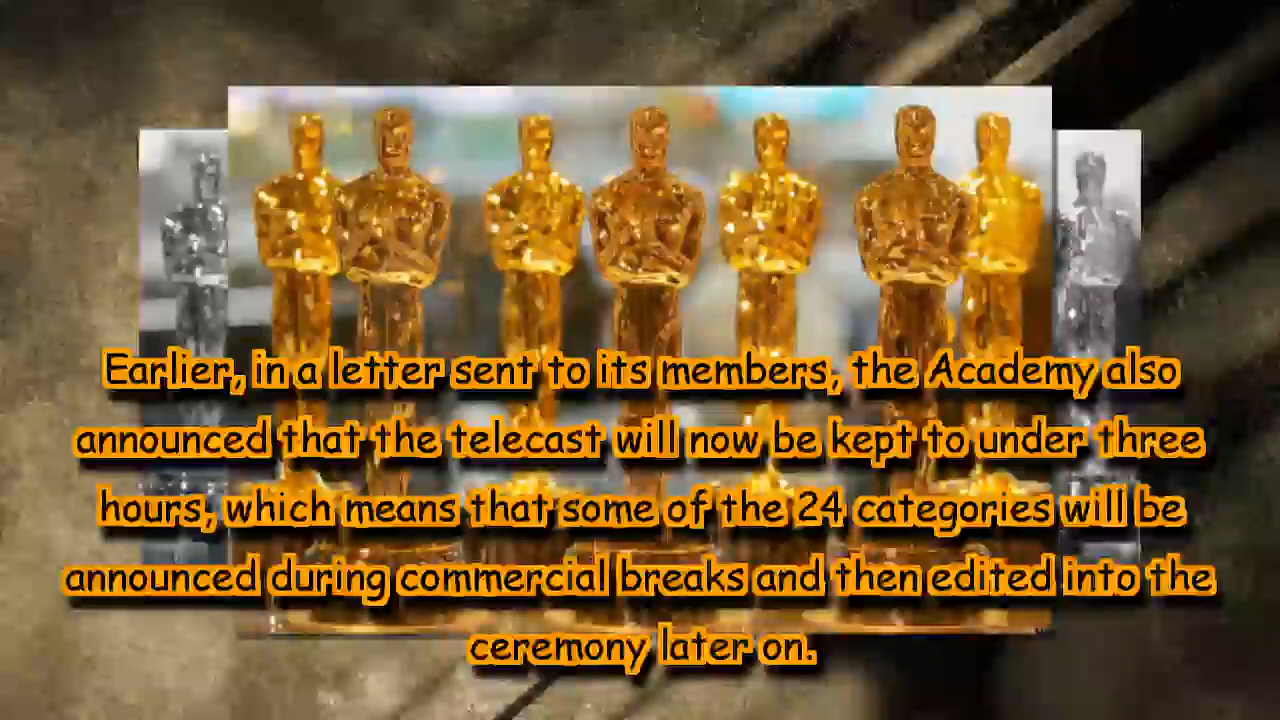 Earlier, in a letter sent to its members, the Academy also
announced that the telecast will now be kept to under three
hours, which means that some of the 24 categories will be
announced during commercial breaks and then edited into the
ceremony later on.